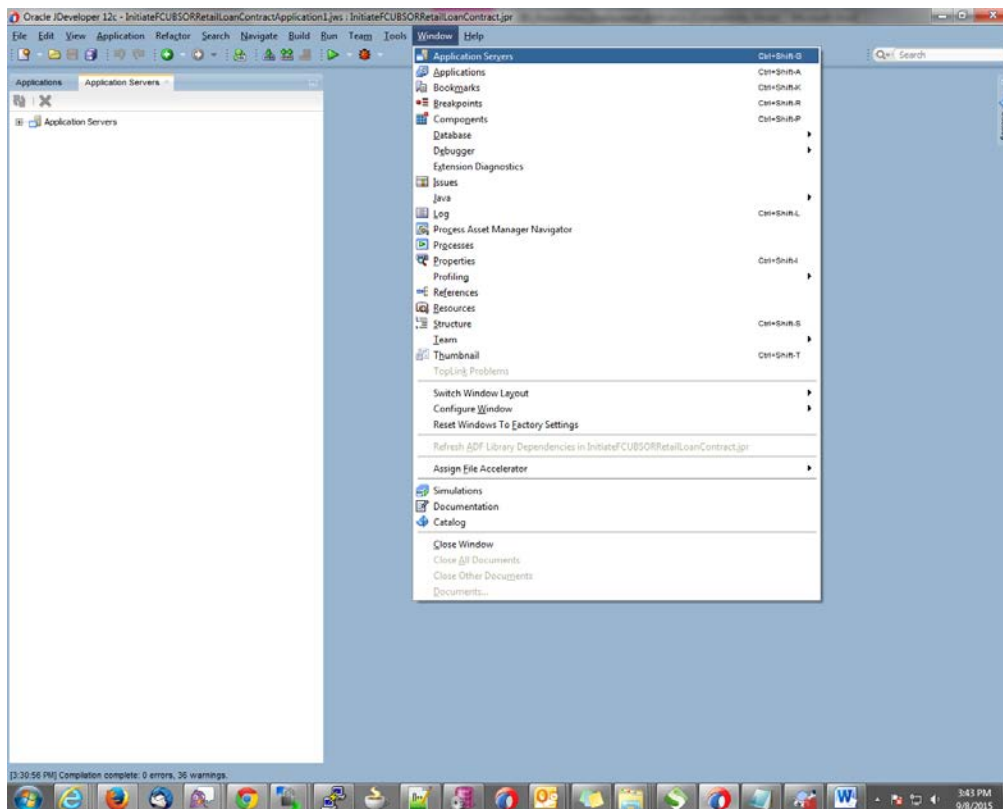 Oracle JDeveloper 12c - InitiateFCUBSORRetailLoanContractApplication1.jws : InitiateFCUBSORRetailLoanContract.jpr
File Edit View Application Refactor Search Navigate Build Run Team Tools Window Help
Search
Applications Application Servers
Application Servers
Application Servers Ctrl+Shift-G
Applications Ctrl+Shift-A
Bookmarks Ctrl+Shift-K
Breakpoints Ctrl+Shift-R
Components Ctrl+Shift-P
Database
Debugger
Extension Diagnostics
Issues
Java
Log Ctrl+Shift-L
Process Asset Manager Navigator
Processes
Properties Ctrl+Shift-I
Profiling
References
Resources
Structure Ctrl+Shift-S
Team
Thumbnail Ctrl+Shift-T
TopLink Problems
Switch Window Layout
Configure Window
Reset Windows To Factory Settings
Refresh ADF Library Dependencies in InitiateFCUBSORRetailLoanContract.jpr
Assign File Accelerator
Simulations
Documentation
Catalog
Close Window
Close All Documents
Close Other Documents
Documents...
[3:30:56 PM] Compilation complete: 0 errors, 36 warnings.
3:43 PM